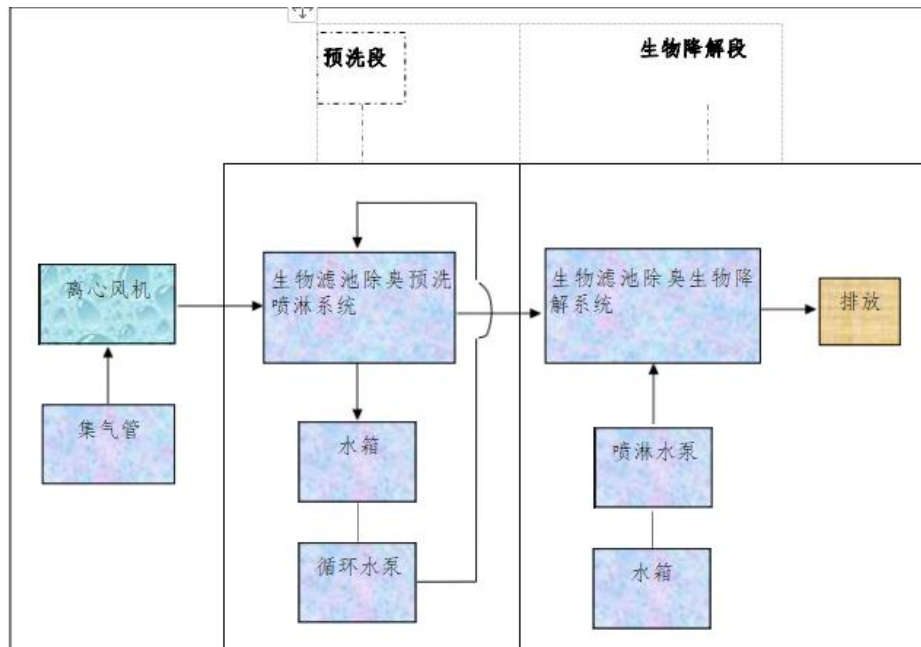 预洗段
生物降解段
离心风机
生物滤池除臭预洗
喷淋系统
生物滤池除臭生物降
解系统
排放
集气管
水箱
喷淋水泵
循环水泵
水箱